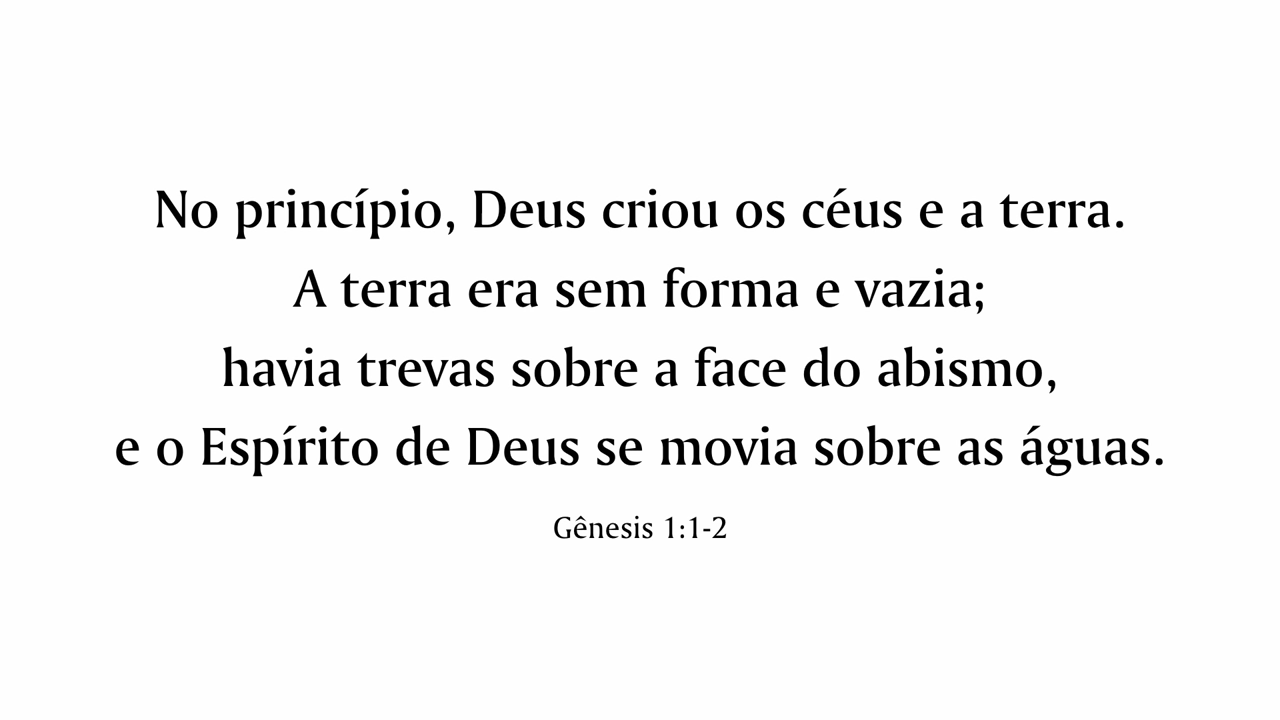 No princípio, Deus criou os céus e a terra.
A terra era sem forma e vazia;
havia trevas sobre a face do abismo,
e o Espírito de Deus se movia sobre as águas.
Gênesis 1:1-2